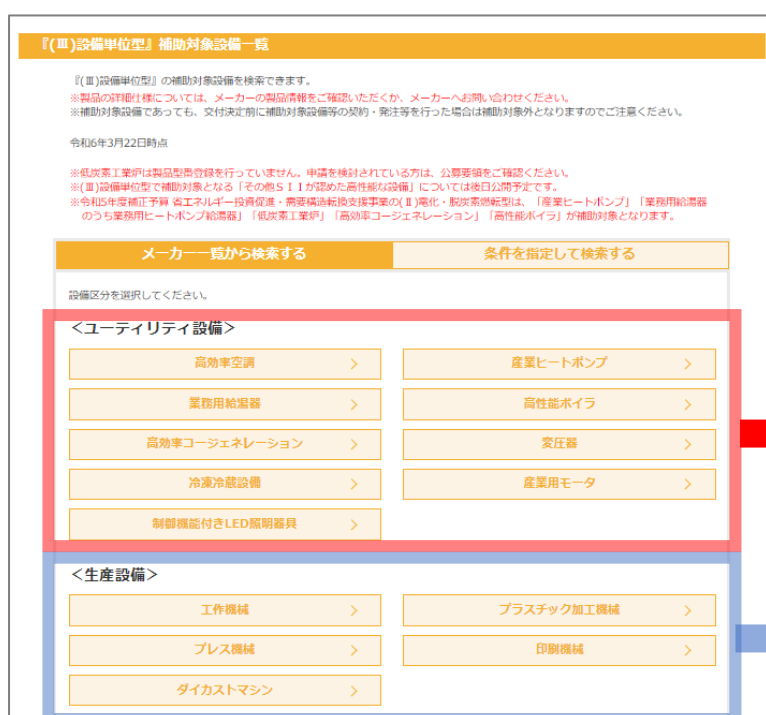 『(Ⅲ)設備単位型』補助対象設備一覧
『(Ⅲ)設備単位型』の補助対象設備を検索できます。
※製品の詳細仕様については、メーカーの製品情報をご確認いただくか、メーカーへお問い合わせください。
※補助対象設備であっても、交付決定前に補助対象設備等の契約・発注等を行った場合は補助対象外となりますのでご注意ください。
令和6年3月22日時点
※低炭素工業炉は製品型番登録を行っていません。申請を検討されている方は、公募要領をご確認ください。
※(Ⅲ)設備単位型で補助対象となる「その他SIIが認めた高性能な設備」については後日公開予定です。
※令和5年度補正予算 省エネルギー投資促進・需要構造転換支援事業の(Ⅱ)電化・脱炭素燃転型は、「産業ヒートポンプ」「業務用給湯器
のうち業務用ヒートポンプ給湯器」「低炭素工業炉」「高効率コージェネレーション」「高性能ボイラ」が補助対象となります。
メーカー一覧から検索する
条件を指定して検索する
設備区分を選択してください。
<ユーティリティ設備>
高効率空調 >
産業ヒートポンプ >
業務用給湯器 >
高性能ボイラ >
高効率コージェネレーション >
変圧器 >
冷凍冷蔵設備 >
産業用モータ >
制御機能付きLED照明器具 >
<生産設備>
工作機械 >
プラスチック加工機械 >
プレス機械 >
印刷機械 >
ダイカストマシン >